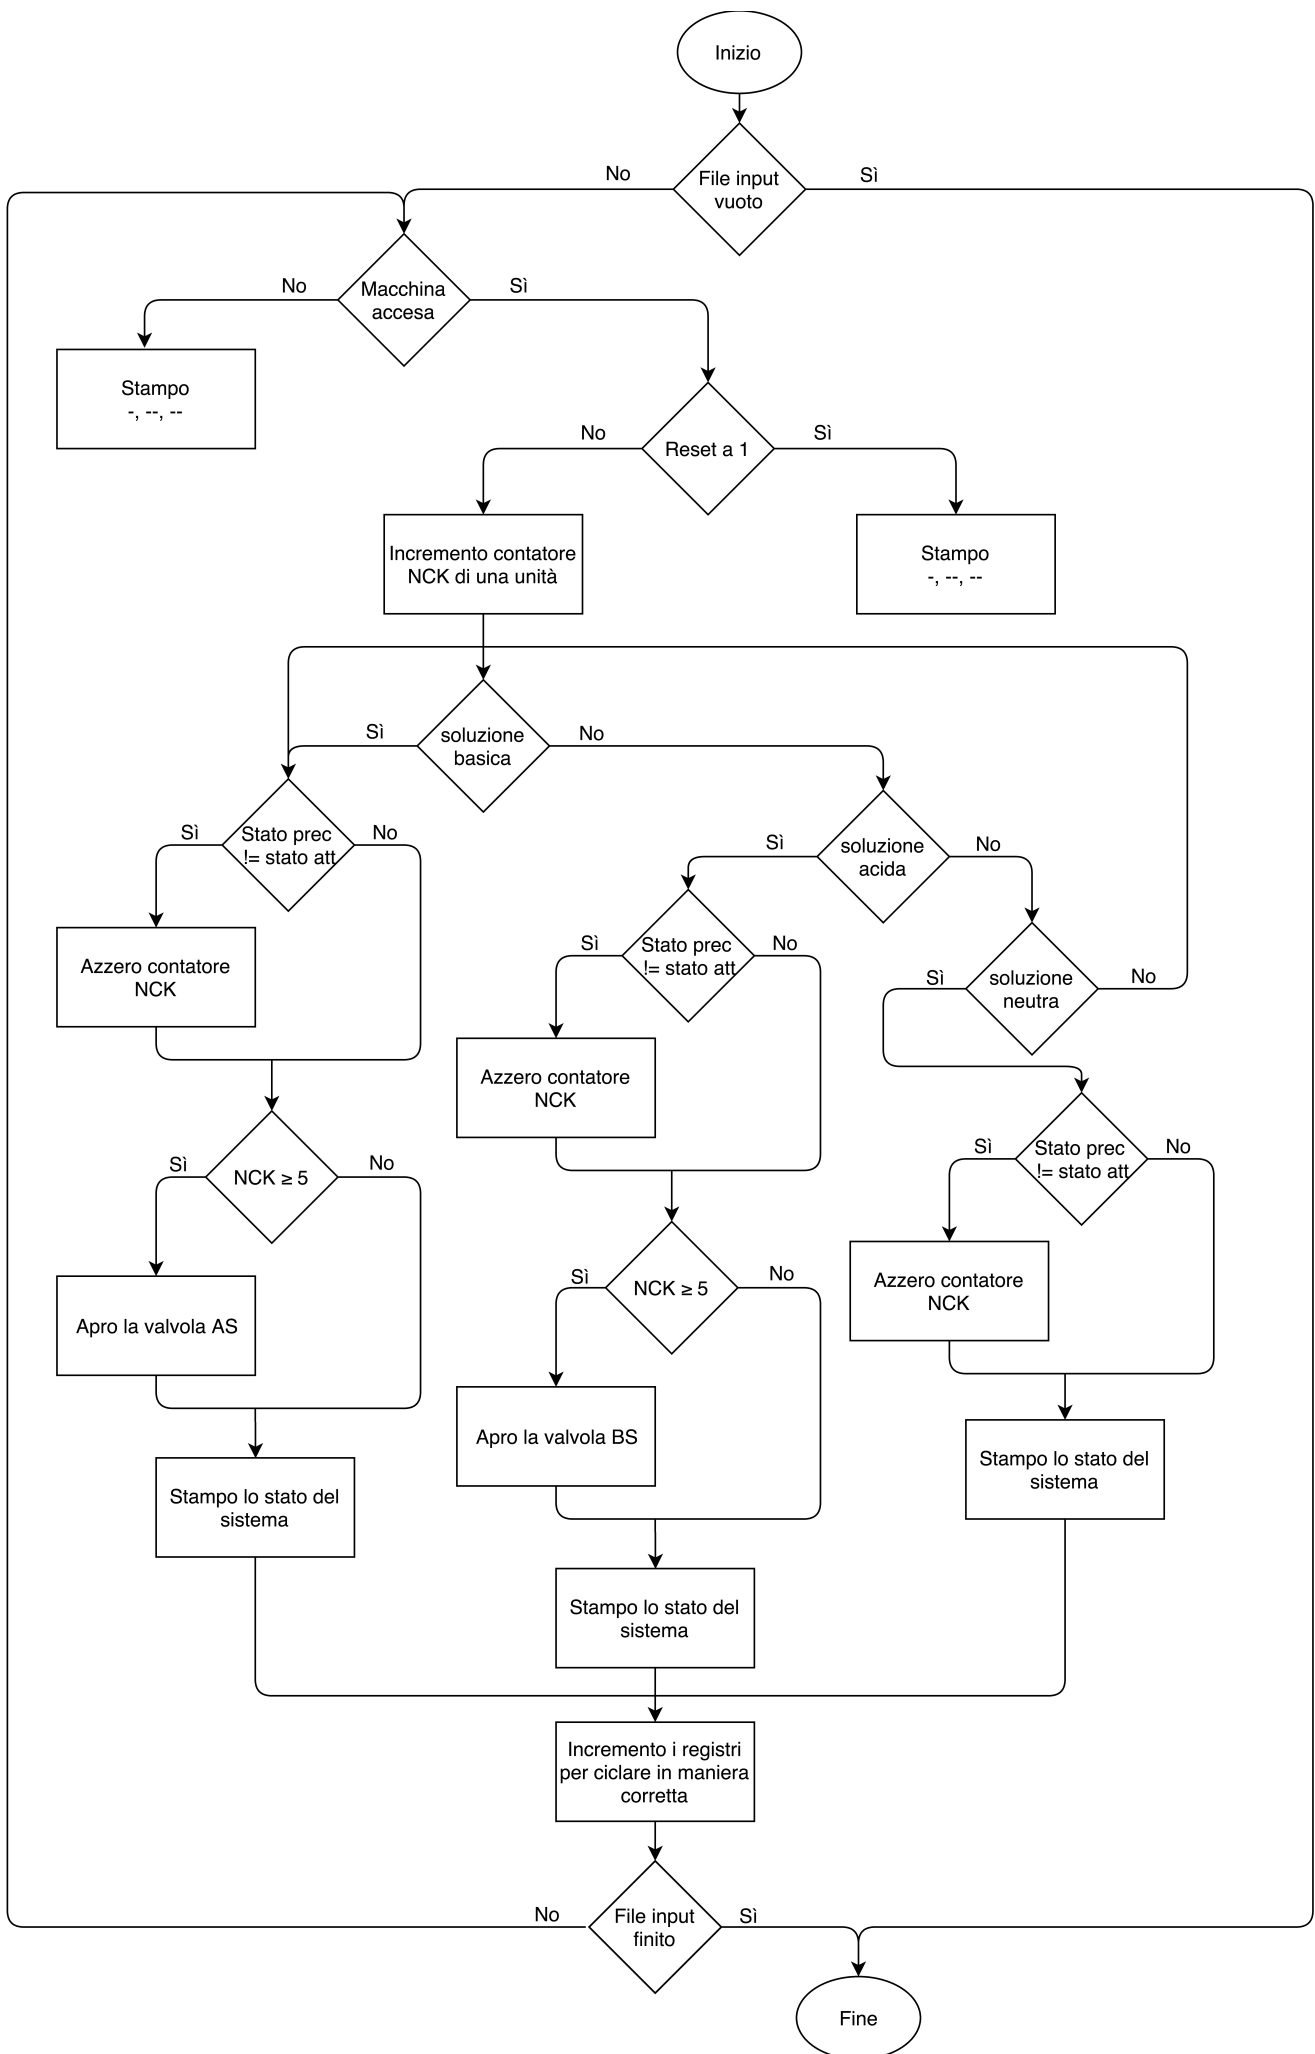 Inizio
File input
vuoto
No
Sì
Macchina
accesa
No
Sì
Stampo
-, --, --
Reset a 1
No
Sì
Incremento contatore
NCK di una unità
Stampo
-, --, --
soluzione
basica
Sì
No
Stato prec
!= stato att
Sì
No
soluzione
acida
Sì
No
Azzero contatore
NCK
Stato prec
!= stato att
Sì
No
soluzione
neutra
Sì
No
Azzero contatore
NCK
NCK ≥ 5
Sì
No
Stato prec
!= stato att
Sì
No
Apro la valvola AS
NCK ≥ 5
Sì
No
Azzero contatore
NCK
Apro la valvola BS
Stampo lo stato del
sistema
Stampo lo stato del
sistema
Stampo lo stato del
sistema
Incremento i registri
per ciclare in maniera
corretta
File input
finito
No
Sì
Fine